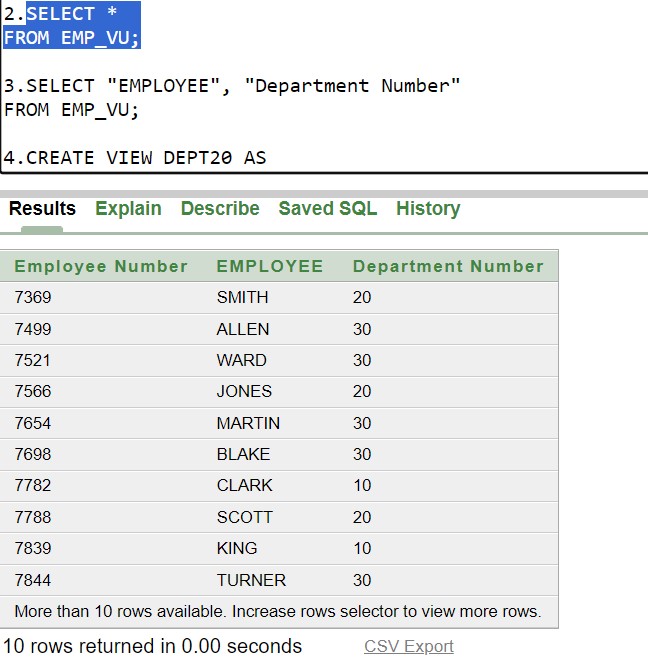 2.SELECT *
FROM EMP_VU;
3.SELECT "EMPLOYEE", "Department Number"
FROM EMP_VU;
4.CREATE VIEW DEPT20 AS
Results Explain Describe Saved SQL History
Employee Number EMPLOYEE Department Number
7369 SMITH 20
7499 ALLEN 30
7521 WARD 30
7566 JONES 20
7654 MARTIN 30
7698 BLAKE 30
7782 CLARK 10
7788 SCOTT 20
7839 KING 10
7844 TURNER 30
More than 10 rows available. Increase rows selector to view more rows.
10 rows returned in 0.00 seconds CSV Export